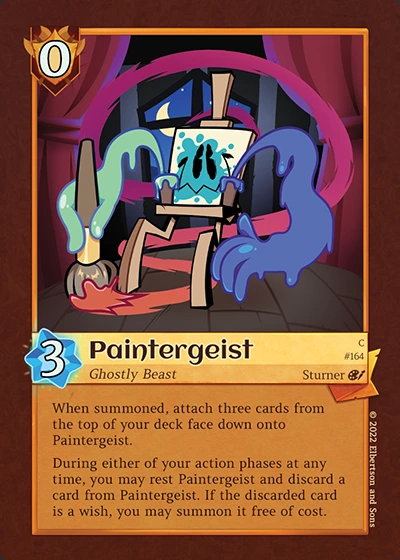 0
3
Paintergeist
C
#164
Ghostly Beast
Sturner
When summoned, attach three cards from
the top of your deck face down onto
Paintergeist.
During either of your action phases at any
time, you may rest Paintergeist and discard a
card from Paintergeist. If the discarded card
is a wish, you may summon it free of cost.
© 2022 Elbertson and Sons